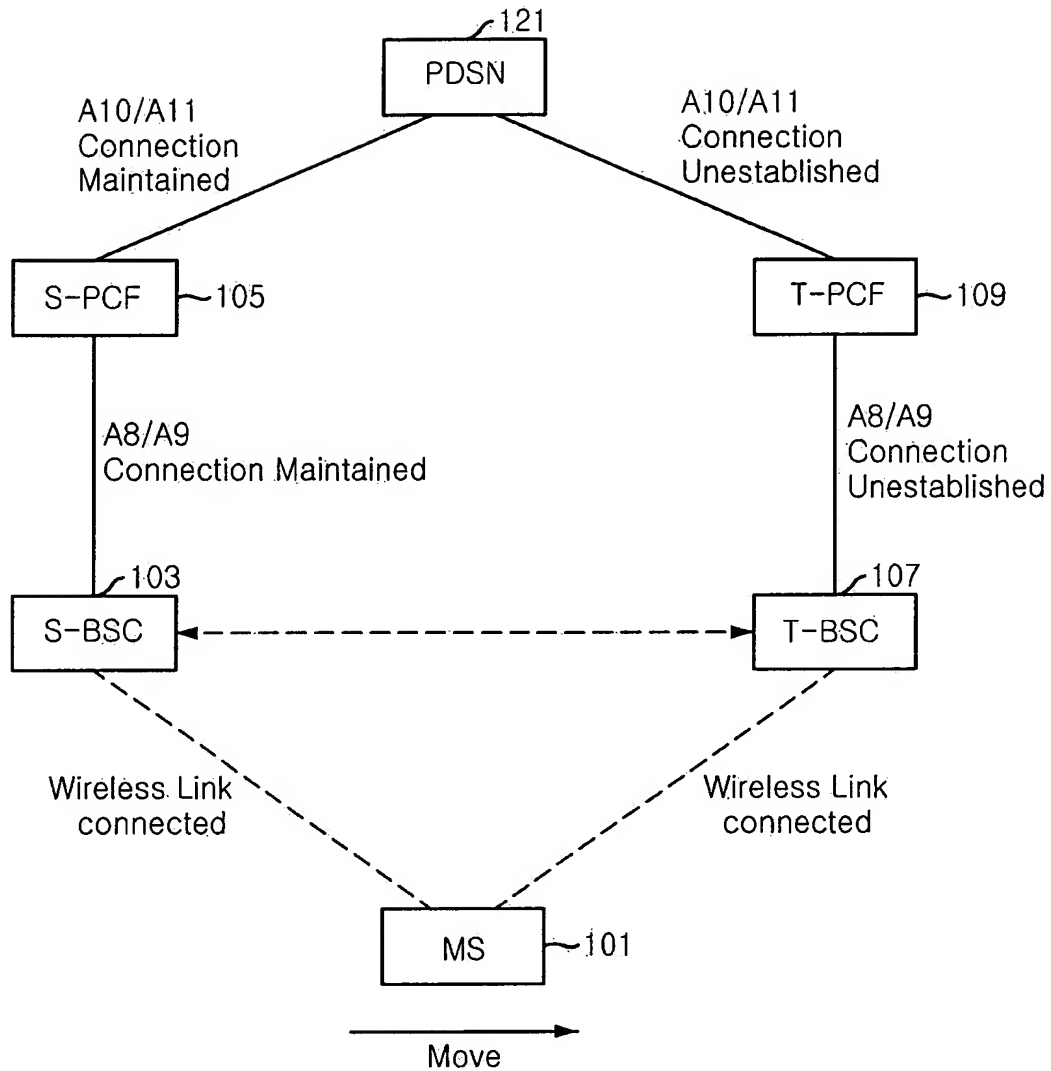 121
PDSN
A10/A11
Connection
Maintained
A10/A11
Connection
Unestablished
S-PCF
105
T-PCF
109
A8/A9
Connection Maintained
A8/A9
Connection
Unestablished
103
S-BSC
107
T-BSC
Wireless Link
connected
Wireless Link
connected
MS
101
Move